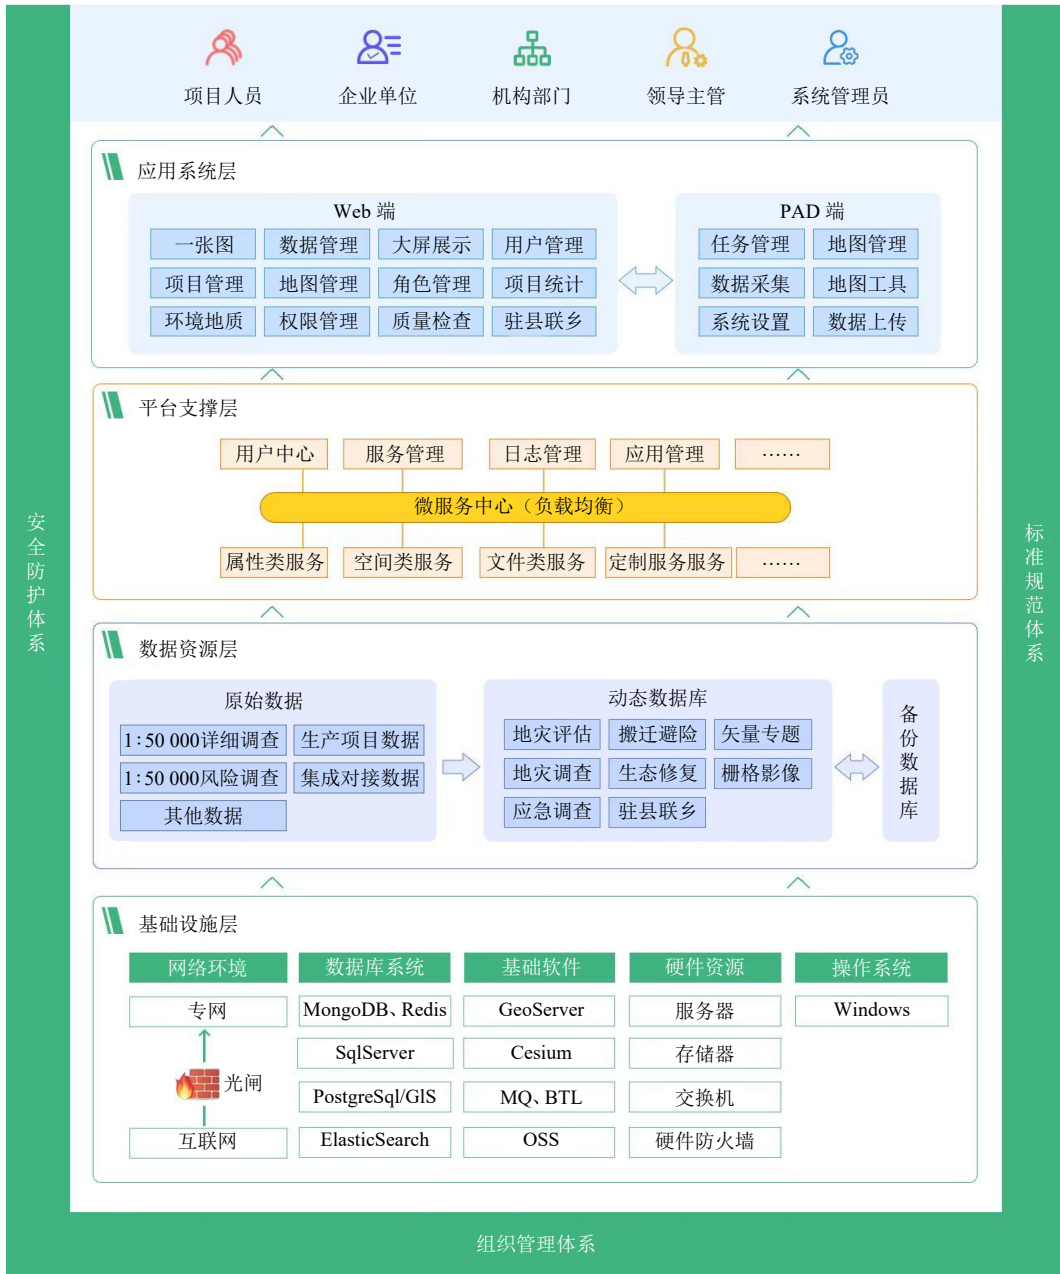 项目人员
企业单位
机构部门
领导主管
系统管理员
应用系统层
Web 端
一张图
数据管理
大屏展示
用户管理
项目管理
地图管理
角色管理
项目统计
环境地质
权限管理
质量检查
驻县联乡
PAD 端
任务管理
地图管理
数据采集
地图工具
系统设置
数据上传
平台支撑层
用户中心
服务管理
日志管理
应用管理
……
微服务中心（负载均衡）
属性类服务
空间类服务
文件类服务
定制服务服务
……
数据资源层
原始数据
1∶50 000详细调查
生产项目数据
1∶50 000风险调查
集成对接数据
其他数据
动态数据库
地灾评估
搬迁避险
矢量专题
地灾调查
生态修复
栅格影像
应急调查
驻县联乡
备份数据库
基础设施层
网络环境
数据库系统
基础软件
硬件资源
操作系统
专网
MongoDB、Redis
GeoServer
服务器
Windows
SqlServer
Cesium
存储器
光闸
PostgreSql/GlS
MQ、BTL
交换机
互联网
ElasticSearch
OSS
硬件防火墙
安全防护体系
标准规范体系
组织管理体系